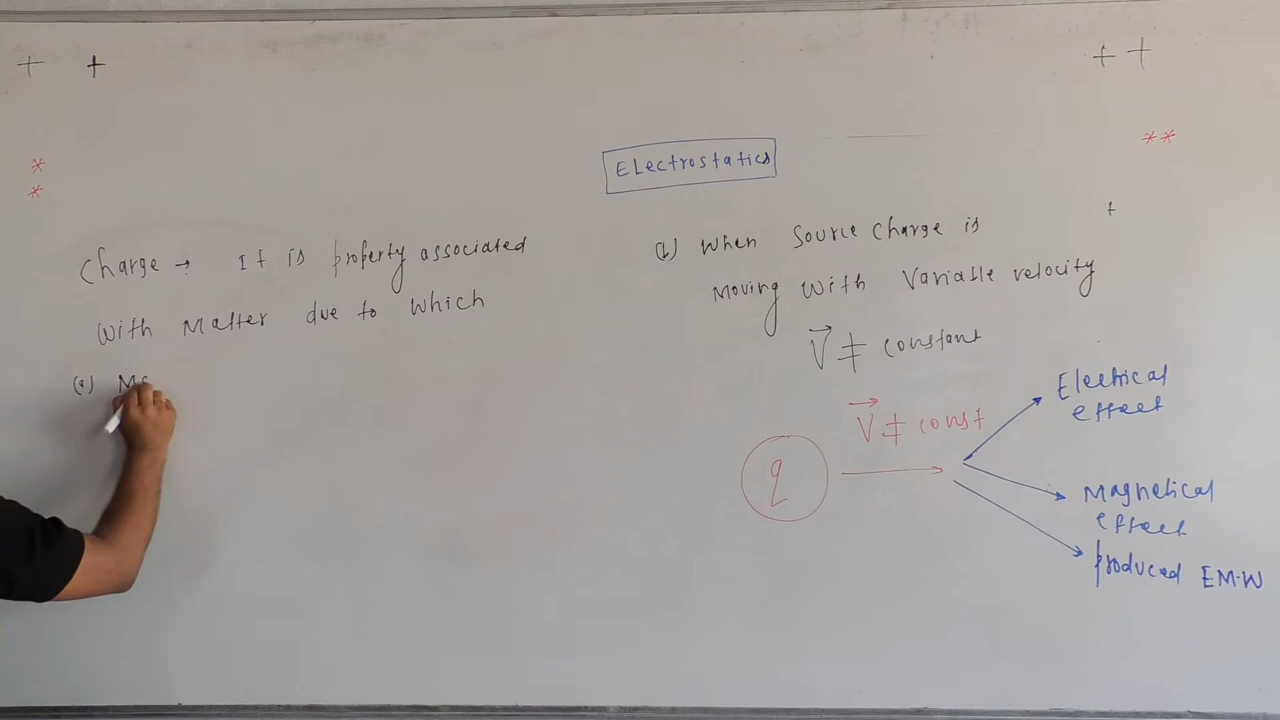 + +
+ +
*
*
**
Electrostatics
Charge → It is property associated
with Matter due to which
(a)
+
(b) When Source charge is
Moving with Variable velocity
V⃗ ≠ constant
V⃗ ≠ const
q
Electrical
effect
Magnetical
effect
produced E.M.W